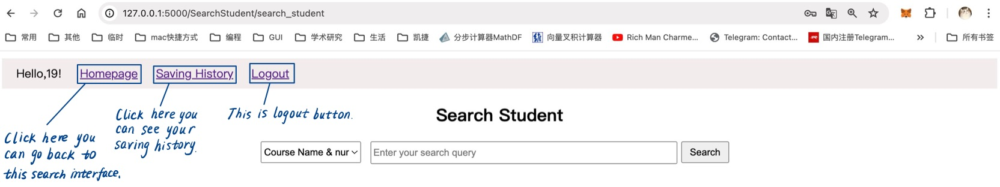 127.0.0.1:5000/SearchStudent/search_student
常用 其他 临时 mac快捷方式 编程 GUI 学术研究 生活 凯捷 分步计算器MathDF 向量叉积计算器 Rich Man Charme... Telegram: Contact... 国内注册Telegram... » 所有书签
Hello,19! Homepage Saving History Logout
Click here you
can go back to
this search interface.
Click here you
can see your
saving history.
This is logout button.
Search Student
Course Name & nur Enter your search query Search